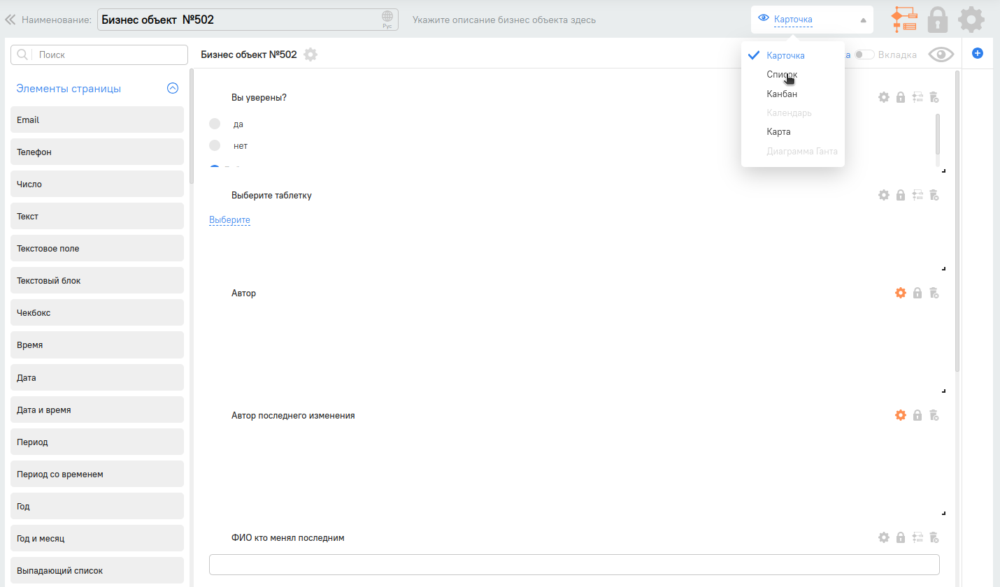 Наименование:
Бизнес объект №502
Рус
Укажите описание бизнес объекта здесь
Карточка
Поиск
Бизнес объект №502
Карточка
Вкладка
Список
Канбан
Календарь
Карта
Диаграмма Ганта
Элементы страницы
Email
Телефон
Число
Текст
Текстовое поле
Текстовый блок
Чекбокс
Время
Дата
Дата и время
Период
Период со временем
Год
Год и месяц
Выпадающий список
Вы уверены?
да
нет
Выберите таблетку
Выберите
Автор
Автор последнего изменения
ФИО кто менял последним